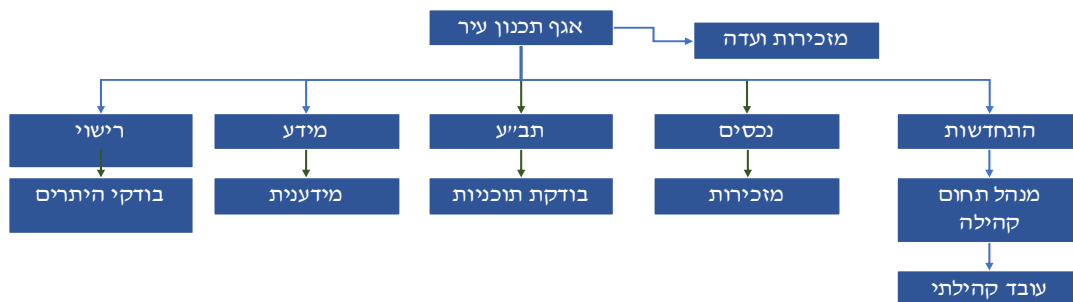 אגף תכנון עיר
מזכירות ועדה
התחדשות
נכסים
תב״ע
מידע
רישוי
מנהל תחום
קהילה
מזכירות
בודקת תוכניות
מידענית
בודקי היתרים
עובד קהילתי